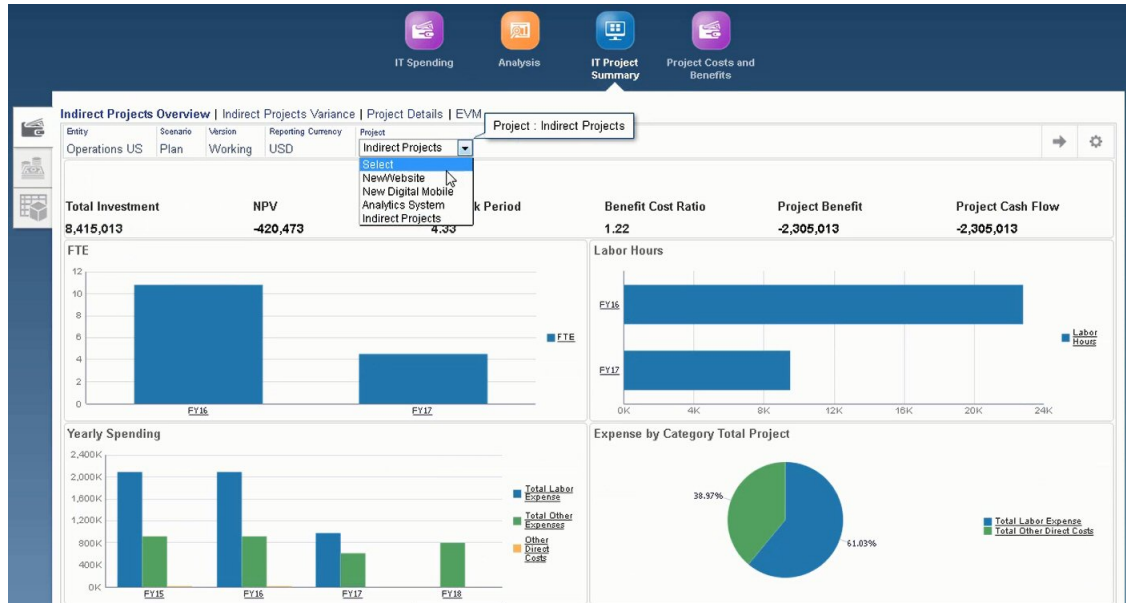 IT Spending
Analysis
IT Project Summary
Project Costs and Benefits
Indirect Projects Overview | Indirect Projects Variance | Project Details | EVM
Project : Indirect Projects
Entity Scenario Version Reporting Currency Project
Operations US Plan Working USD Indirect Projects
Select
NewWebsite
New Digital Mobile
Analytics System
Indirect Projects
Total Investment NPV k Period Benefit Cost Ratio Project Benefit Project Cash Flow
8,415,013 -420,473 4.33 1.22 -2,305,013 -2,305,013
FTE
12
10
8
6
4
2
0
FY16 FY17
FTE
Labor Hours
FY16
FY17
0K 4K 8K 12K 16K 20K 24K
Labor
Hours
Yearly Spending
2,400K
2,000K
1,600K
1,200K
800K
400K
0K
FY15 FY16 FY17 FY18
Total Labor
Expense
Total Other
Expenses
Other
Direct
Costs
Expense by Category Total Project
38.97%
61.03%
Total Labor Expense
Total Other Direct Costs